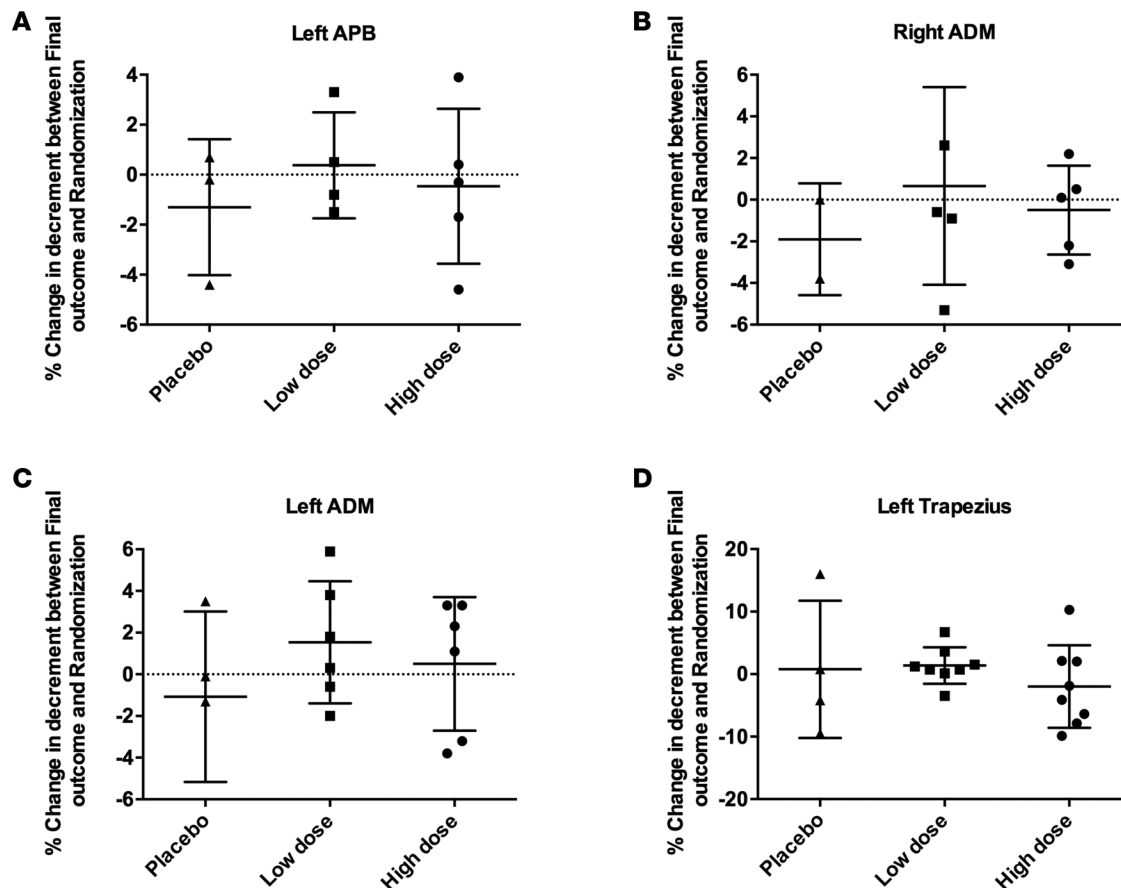 A
Left APB
% Change in decrement between Final
outcome and Randomization
4
2
0
-2
-4
-6
Placebo
Low dose
High dose
B
Right ADM
% Change in decrement between Final
outcome and Randomization
6
4
2
0
-2
-4
-6
Placebo
Low dose
High dose
C
Left ADM
% Change in decrement between Final
outcome and Randomization
6
4
2
0
-2
-4
-6
Placebo
Low dose
High dose
D
Left Trapezius
% Change in decrement between Final
outcome and Randomization
20
10
0
-10
-20
Placebo
Low dose
High dose